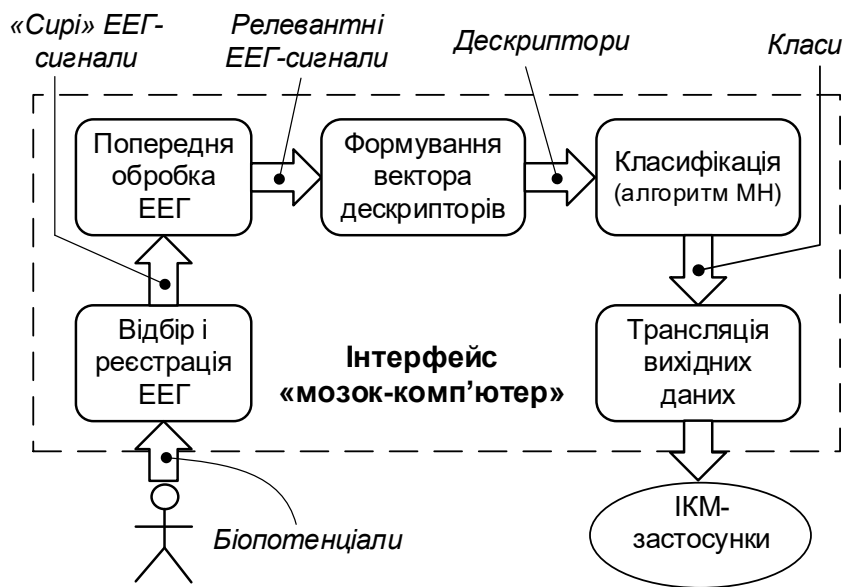 «Сирі» ЕЕГ-
сигнали
Релевантні
ЕЕГ-сигнали
Дескриптори
Класи
Попередня
обробка
ЕЕГ
Формування
вектора
дескрипторів
Класифікація
(алгоритм МН)
Відбір і
реєстрація
ЕЕГ
Інтерфейс
«мозок-комп’ютер»
Трансляція
вихідних
даних
Біопотенціали
ІКМ-
застосунки